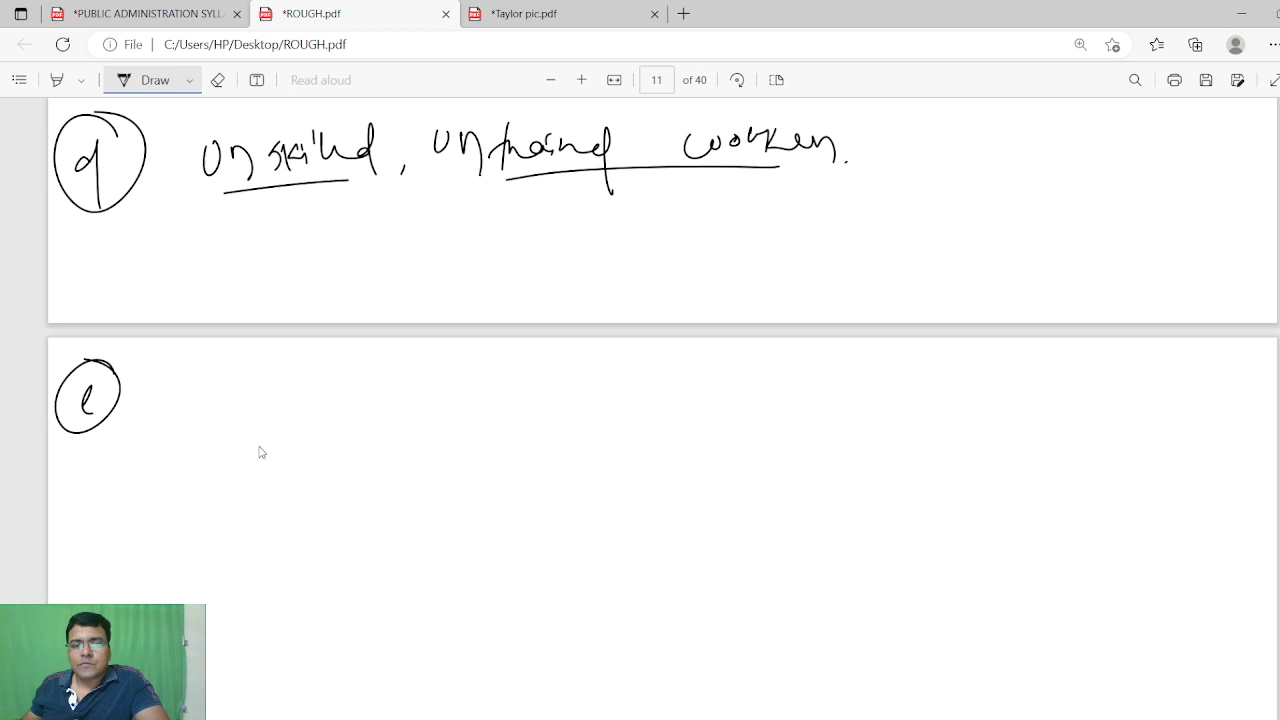 *PUBLIC ADMINISTRATION SYLLA
*ROUGH.pdf
*Taylor pic.pdf
File
C:/Users/HP/Desktop/ROUGH.pdf
Draw
Read aloud
11 of 40
d unskilled, untrained worker.
e